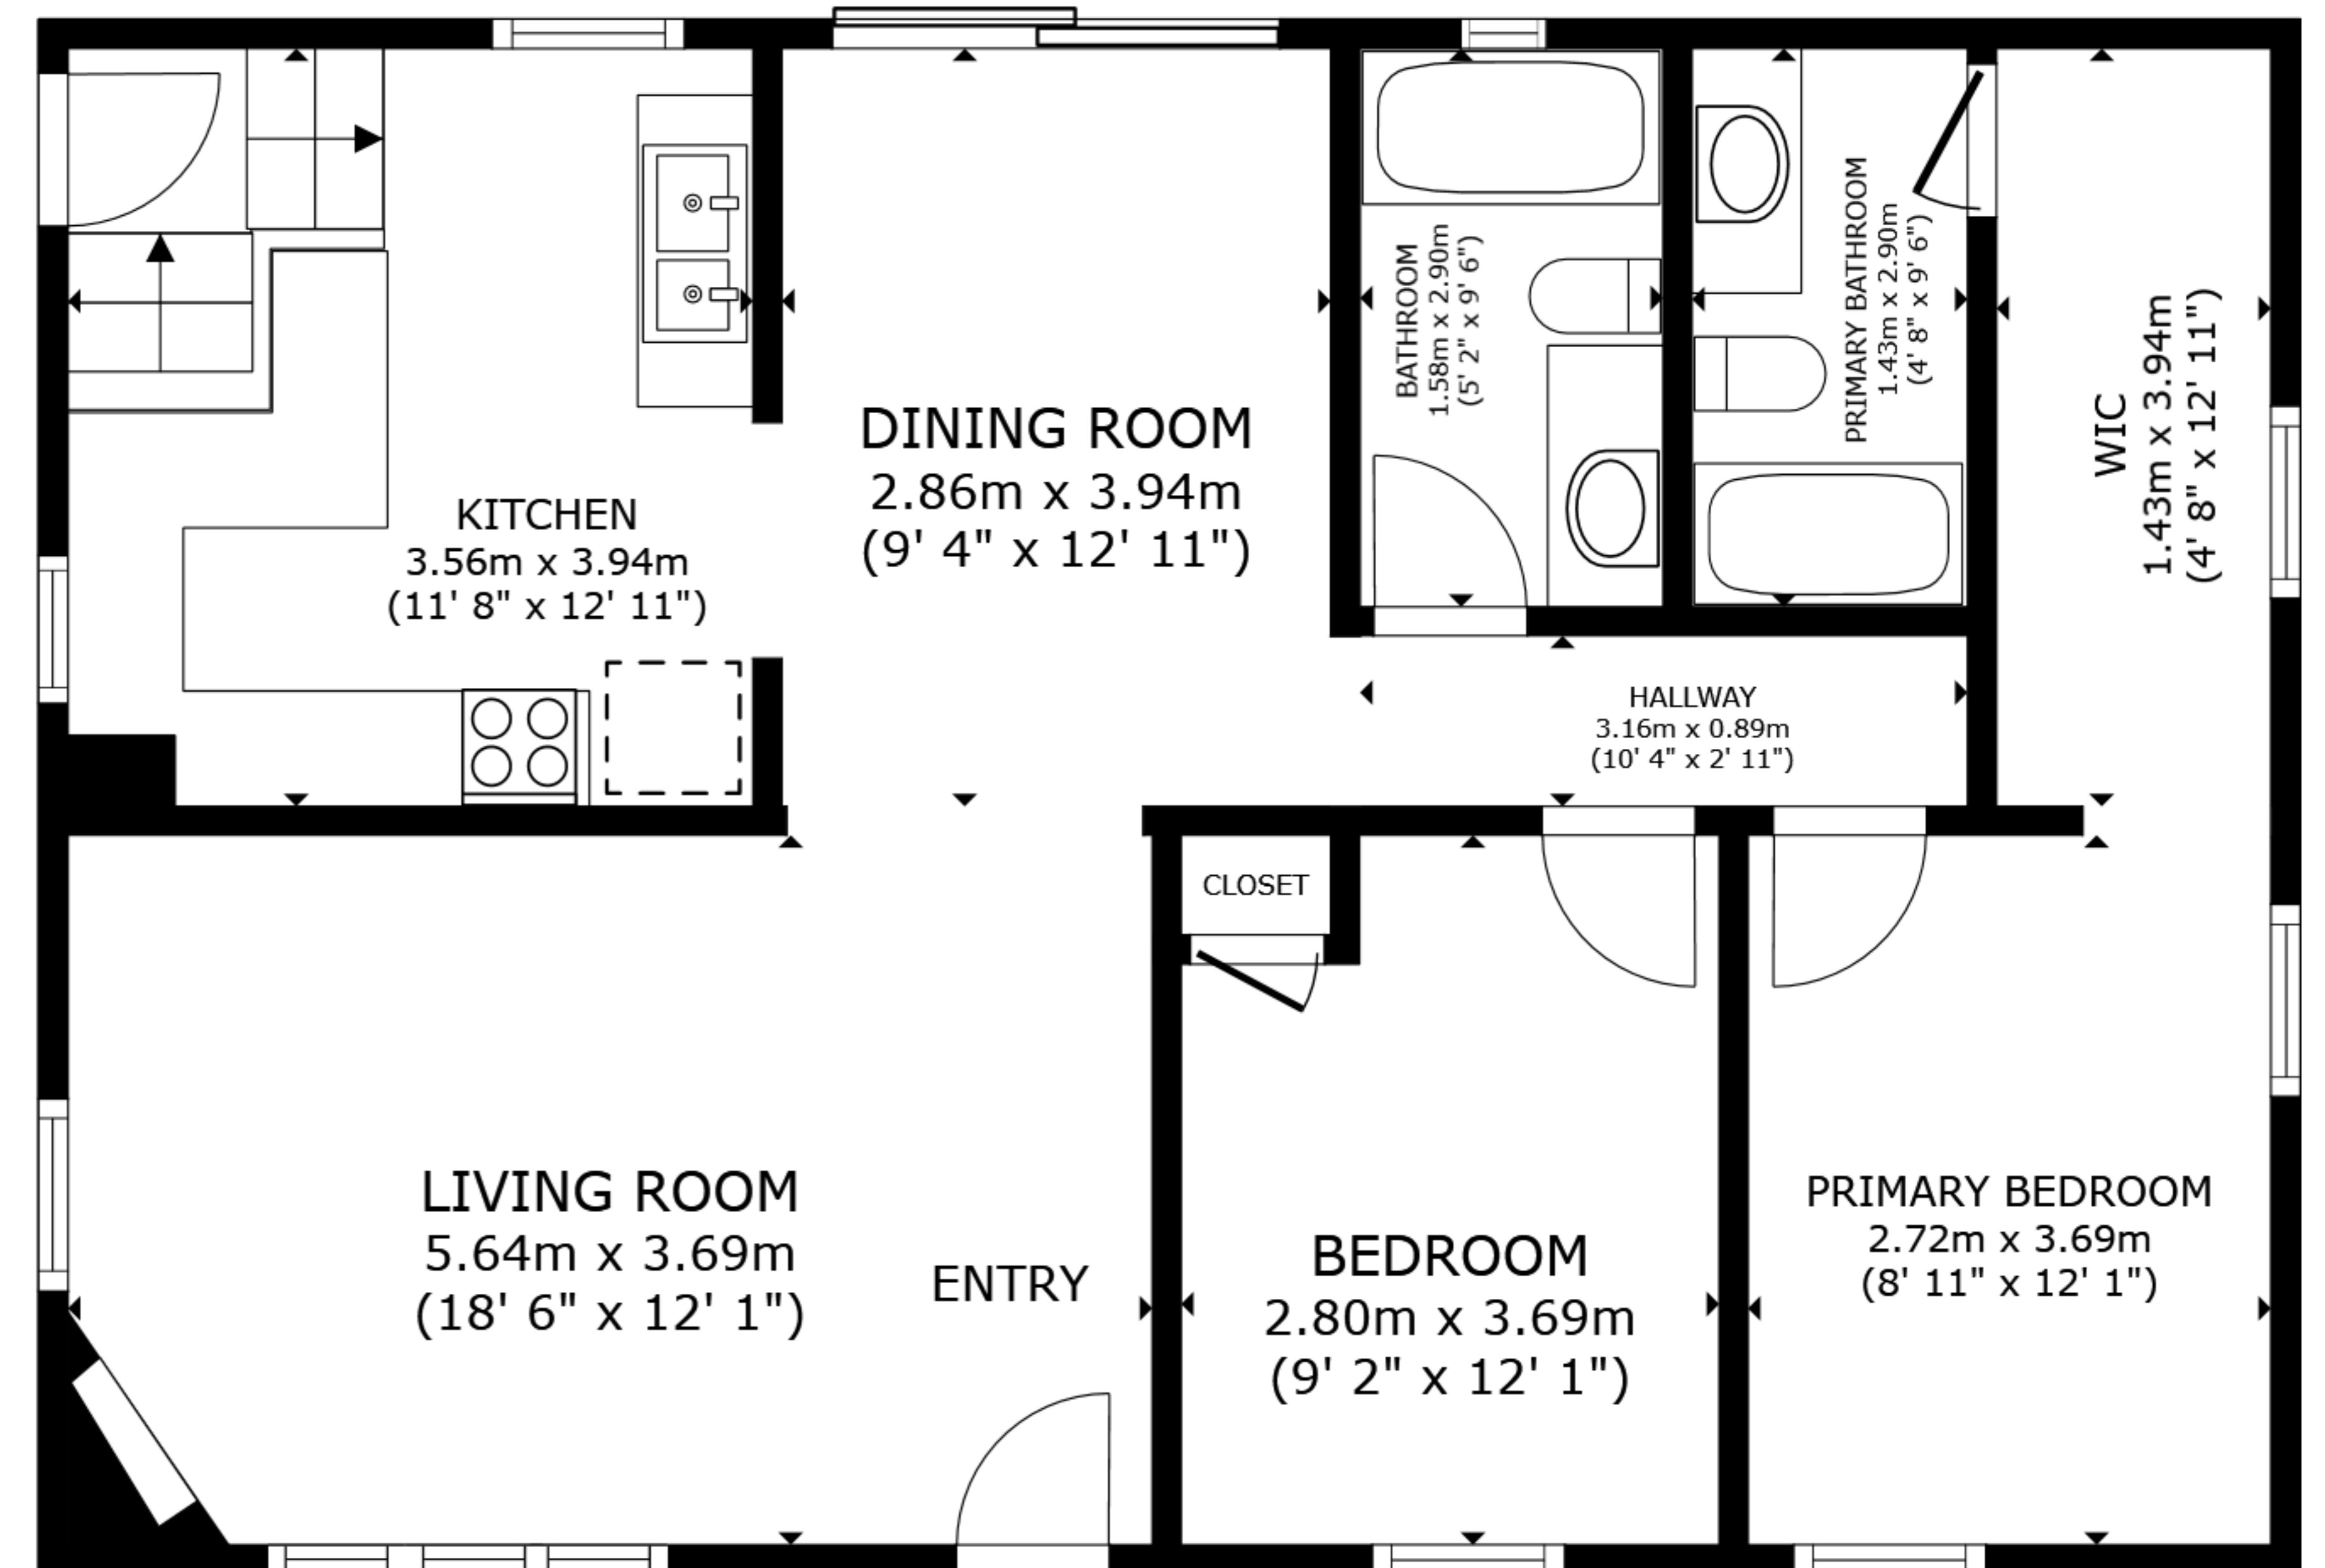 KITCHEN
3.56m x 3.94m
(11' 8" x 12' 11")
DINING ROOM
2.86m x 3.94m
(9' 4" x 12' 11")
BATHROOM
1.58m x 2.90m
(5' 2" x 9' 6")
PRIMARY BATHROOM
1.43m x 2.90m
(4' 8" x 9' 6")
WIC
1.43m x 3.94m
(4' 8" x 12' 11")
HALLWAY
3.16m x 0.89m
(10' 4" x 2' 11")
CLOSET
LIVING ROOM
5.64m x 3.69m
(18' 6" x 12' 1")
ENTRY
BEDROOM
2.80m x 3.69m
(9' 2" x 12' 1")
PRIMARY BEDROOM
2.72m x 3.69m
(8' 11" x 12' 1")